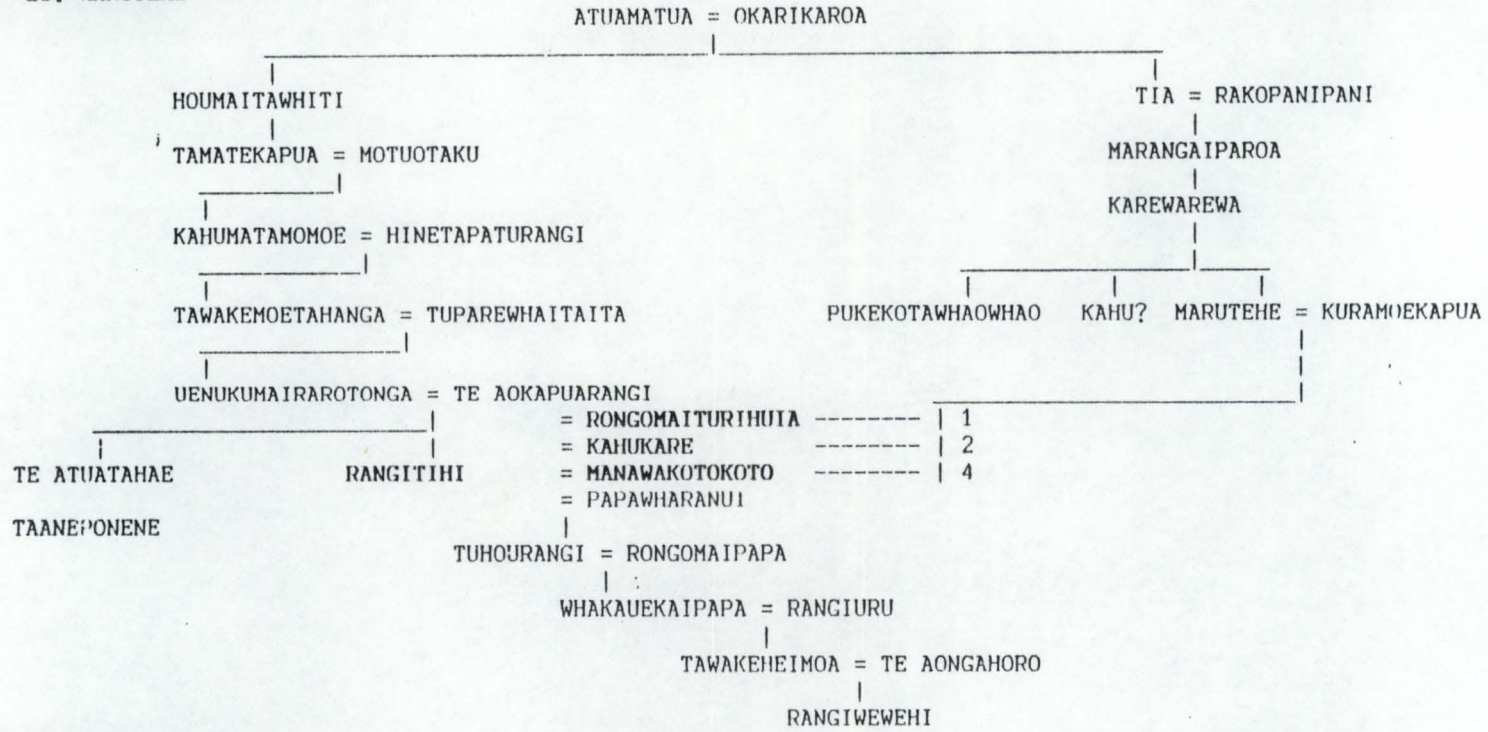 ATUAMATUA = OKARIKAROA
HOUMAITAWHITI TIA = RAKOPANIPANI
TAMATEKAPUA = MOTUOTAKU MARANGAIPAROA
KAREWAREWA
KAHUMATAMOMOE = HINETAPATURANGI
TAWAKEMOETAHANGA = TUPAREWHAITAITA PUKEKOTAWHAOWHAO KAHU? MARUTEHE = KURAMOEKAPUA
UENUKUMAIRAROTONGA = TE AOKAPUARANGI
= RONGOMAITURIHUIA -------- | 1
= KAHUKARE -------- | 2
TE ATUATAHAE RANGITIHI = MANAWAKOTOKOTO -------- | 4
= PAPAWHARANUI
TAANEPONENE
TUHOURANGI = RONGOMAIPAPA
WHAKAUEKAIPAPA = RANGIURU
TAWAKEHEIMOA = TE AONGAHORO
RANGIWEWEHI